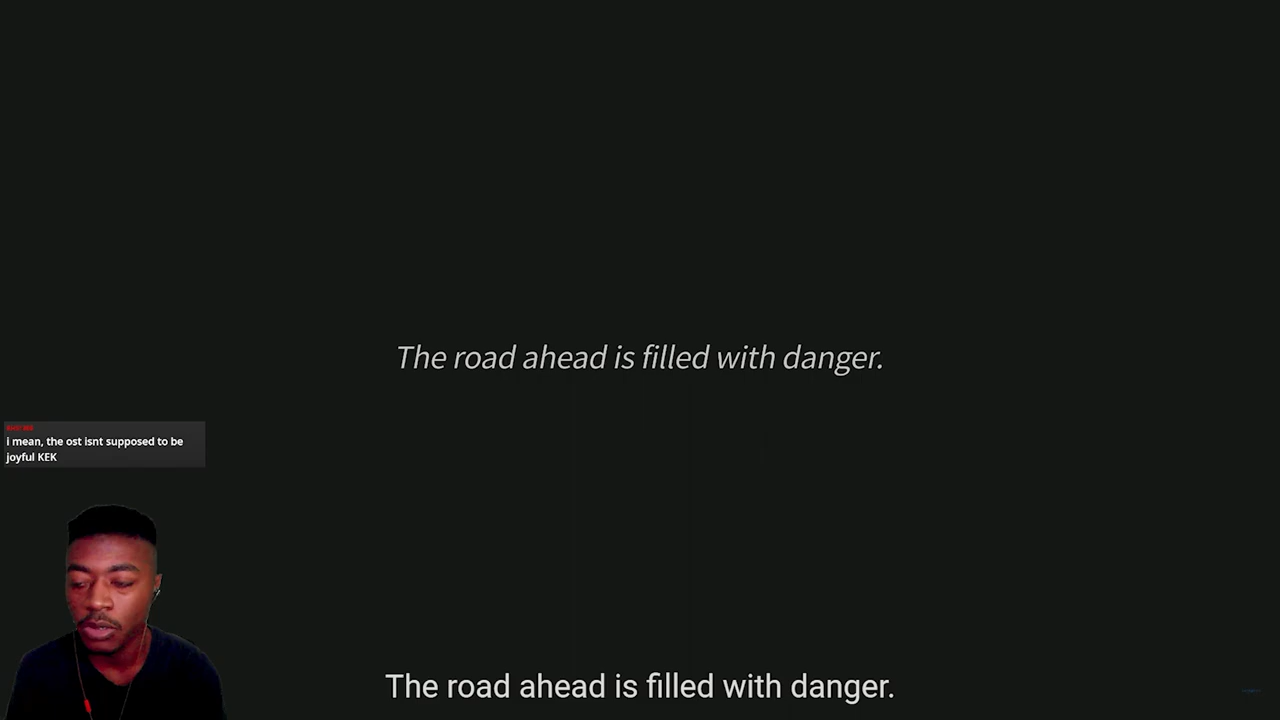 The road ahead is filled with danger.
i mean, the ost isnt supposed to be
joyful KEK
The road ahead is filled with danger.